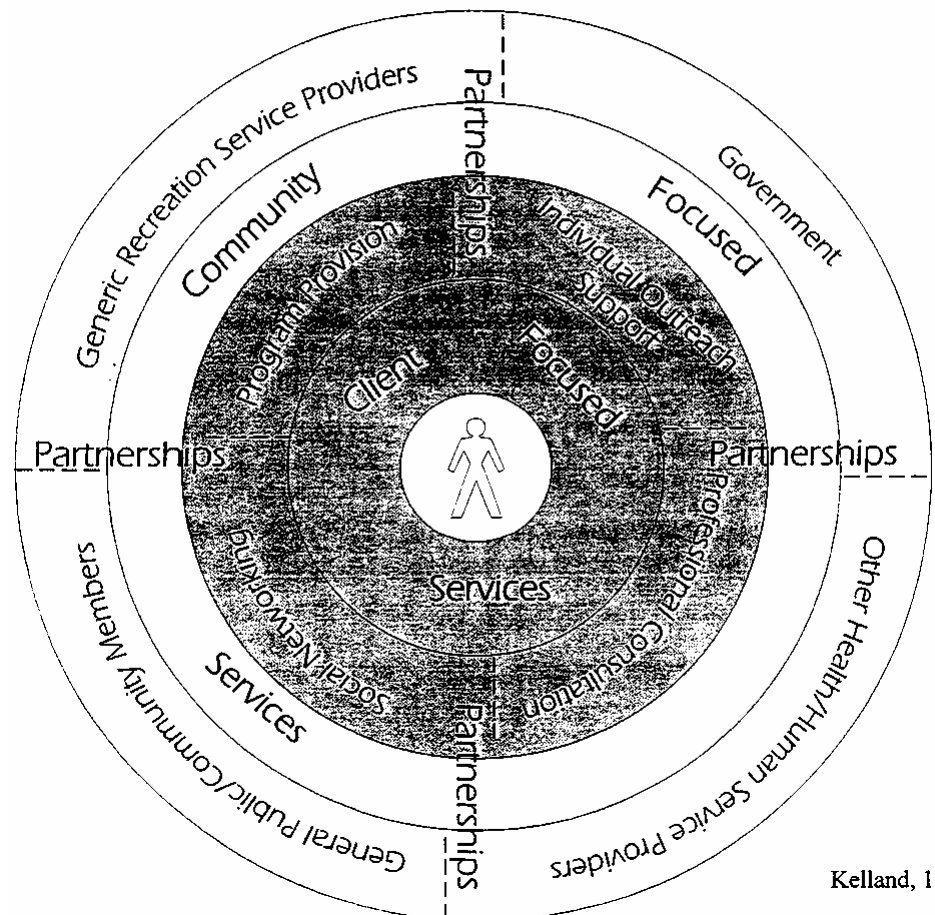 Generic Recreation Service Providers
Partnerships
Government
Community
Focused
Program Provision
Individual Outreach
Support
Client
Focused
Partnerships
Partnerships
Services
Social Networking
Professional Consultation
Services
Partnerships
General Public/Community Members
Other Health/Human Service Providers
Kelland, 1